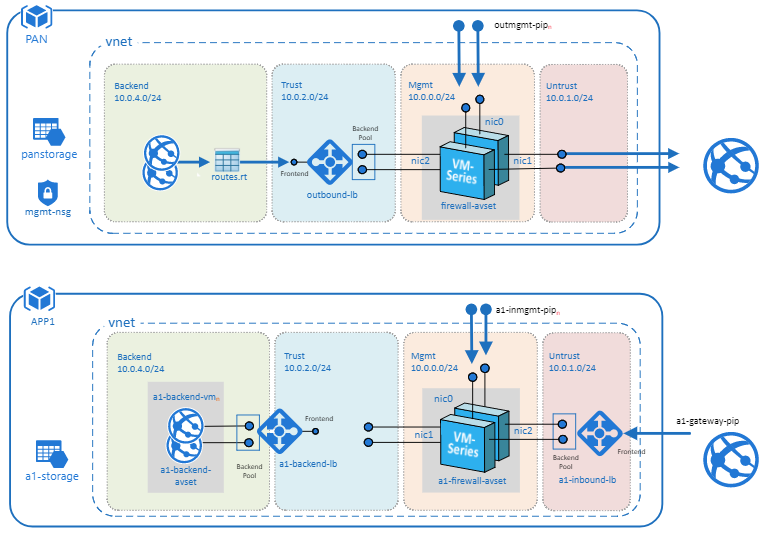 PAN
vnet
outmgmt-pipn
Backend
10.0.4.0/24
Trust
10.0.2.0/24
Mgmt
10.0.0.0/24
Untrust
10.0.1.0/24
panstorage
mgmt-nsg
routes.rt
Frontend
Backend
Pool
outbound-lb
nic2
nic0
VM-
Series
nic1
firewall-avset
APP1
vnet
a1-inmgmt-pipn
Backend
10.0.4.0/24
Trust
10.0.2.0/24
Mgmt
10.0.0.0/24
Untrust
10.0.1.0/24
a1-storage
a1-backend-vmn
a1-backend-
avset
Backend
Pool
Frontend
a1-backend-lb
nic0
nic1
VM-
Series
nic2
a1-firewall-avset
Backend
Pool
a1-inbound-lb
Frontend
a1-gateway-pip